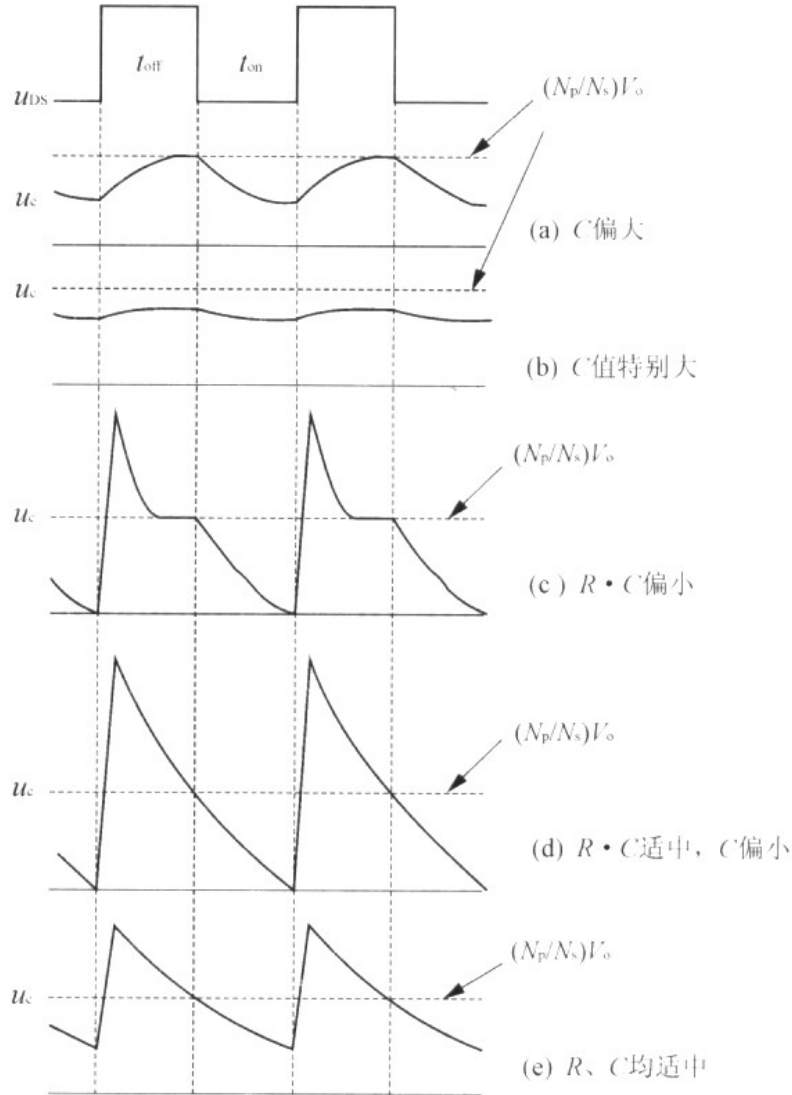 t_off t_on
u_DS
(N_p/N_s)V_o
u_c
(a) C偏大
u_c
(b) C值特别大
(N_p/N_s)V_o
u_c
(c) R·C偏小
(N_p/N_s)V_o
u_c
(d) R·C适中，C偏小
(N_p/N_s)V_o
u_c
(e) R、C均适中